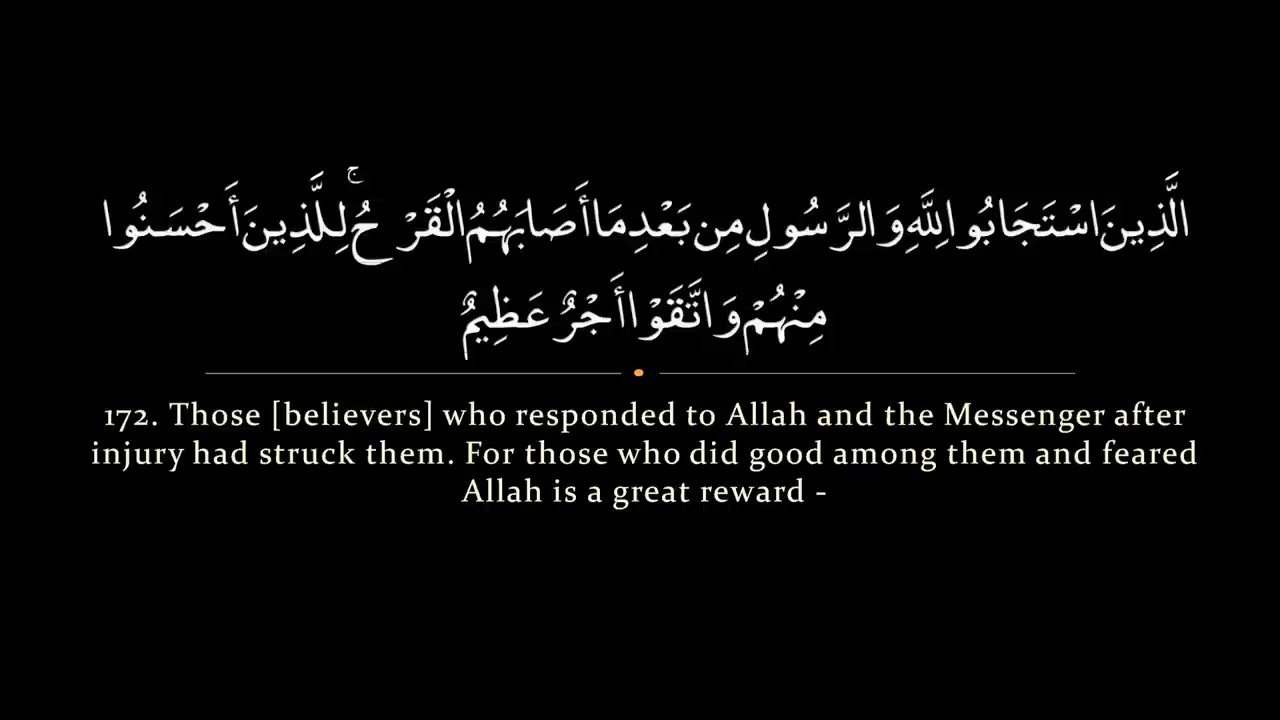 الَّذِينَ اسْتَجَابُوا لِلَّهِ وَالرَّسُولِ مِن بَعْدِ مَا أَصَابَهُمُ الْقَرْحُ ۚ لِلَّذِينَ أَحْسَنُوا
مِنْهُمْ وَاتَّقَوْا أَجْرٌ عَظِيمٌ
172. Those [believers] who responded to Allah and the Messenger after
injury had struck them. For those who did good among them and feared
Allah is a great reward -